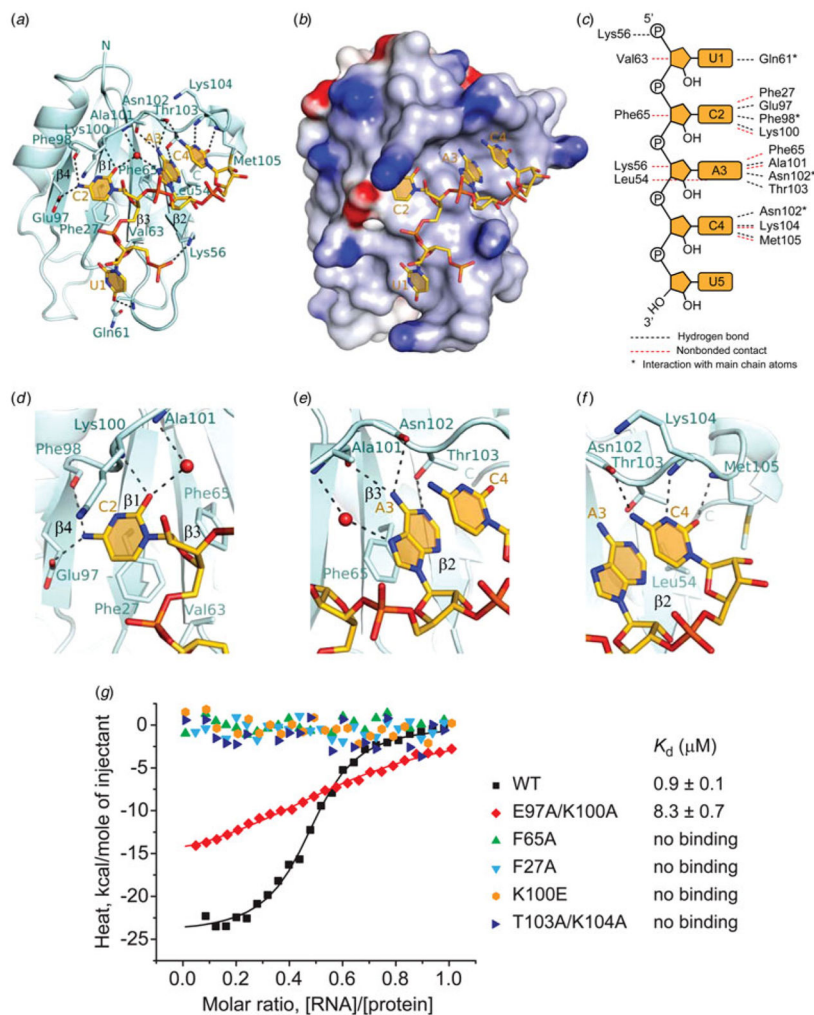 (a)
N
Lys104
Asn102
Thr103
Ala101
Lys100
Phe98
A3
C4
Met105
β1
β4
Phe65
C
Leu54
C2
Glu97
β3
β2
Phe27
Val63
Lys56
U1
Gln61
(b)
C4
A3
C2
U1
(c)
5'
P
Lys56
Val63
U1
Gln61*
P
OH
Phe27
Glu97
Phe65
C2
Phe98*
Lys100
P
OH
Phe65
Lys56
A3
Ala101
Leu54
Asn102*
Thr103
P
OH
Asn102*
C4
Lys104
Met105
P
OH
U5
HO
OH
3'
Hydrogen bond
Nonbonded contact
* Interaction with main chain atoms
(d)
Ala101
Lys100
Phe98
C2
β1
Phe65
β4
β3
Glu97
Phe27
Val63
(e)
Asn102
Ala101
Thr103
C
β3
A3
C4
β2
Phe65
(f)
Lys104
Asn102
Thr103
Met105
A3
C4
C
Leu54
β2
(g)
Heat, kcal/mole of injectant
0
-5
-10
-15
-20
-25
0.0 0.2 0.4 0.6 0.8 1.0
Molar ratio, [RNA]/[protein]
Kd (μM)
WT 0.9 ± 0.1
E97A/K100A 8.3 ± 0.7
F65A no binding
F27A no binding
K100E no binding
T103A/K104A no binding